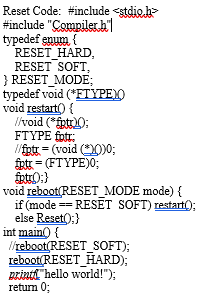 Reset Code:  #include <stdio.h>
#include "Compiler.h"
typedef enum {
RESET_HARD,
RESET_SOFT,
} RESET_MODE;
typedef void (*FTYPE)()
void restart() {
//void (*fptr)();
FTYPE fptr;
//fptr = (void (*)())0;
fptr = (FTYPE)0;
fptr();}
void reboot(RESET_MODE mode) {
if (mode == RESET_SOFT) restart();
else Reset();}
int main() {
//reboot(RESET_SOFT);
reboot(RESET_HARD);
printf("hello world!");
return 0;